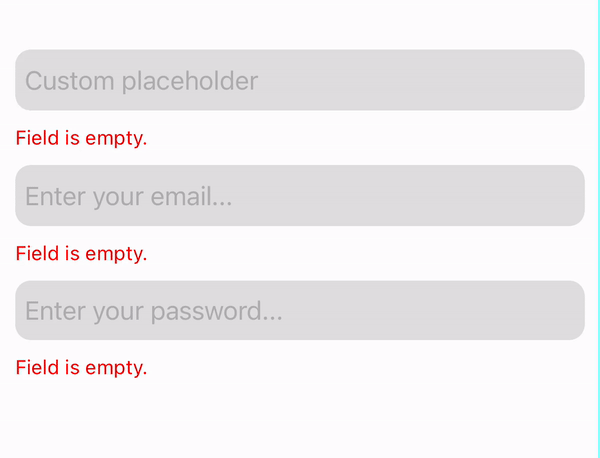 Custom placeholder
Field is empty.
Enter your email...
Field is empty.
Enter your password...
Field is empty.